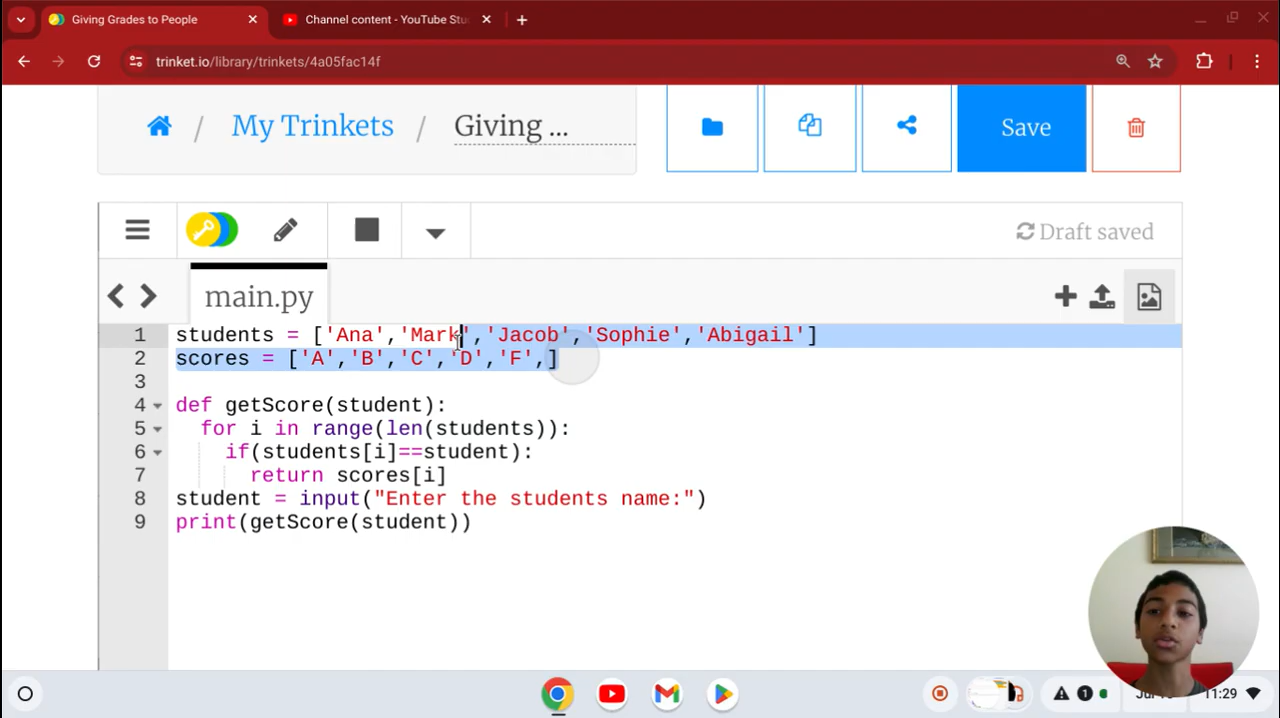 Giving Grades to People
Channel content - YouTube Stu
trinket.io/library/trinkets/4a05fac14f
/ My Trinkets / Giving ...
Save
Draft saved
main.py
1 students = ['Ana','Mark','Jacob','Sophie','Abigail']
2 scores = ['A','B','C','D','F',]
3
4 def getScore(student):
5 for i in range(len(students)):
6 if(students[i]==student):
7 return scores[i]
8 student = input("Enter the students name:")
9 print(getScore(student))
1
11:29